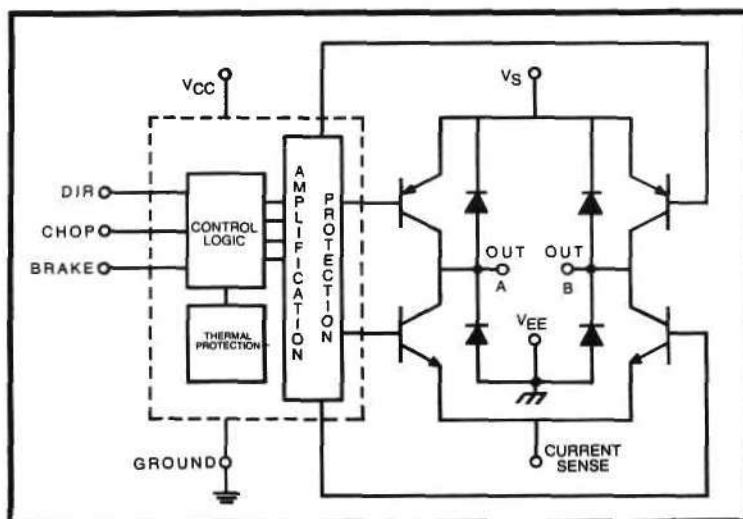 VCC
VS
DIR
CHOP
BRAKE
CONTROL
LOGIC
THERMAL
PROTECTION
AMPLIFICATION
PROTECTION
OUT
A
OUT
B
VEE
GROUND
CURRENT
SENSE